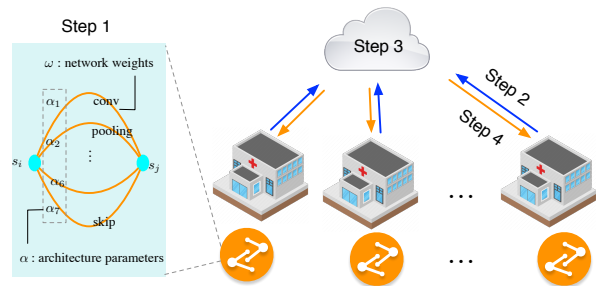 Step 1
ω : network weights
α1
conv
α2
pooling
⋮
si
sj
α6
α7
skip
α : architecture parameters
Step 3
Step 2
Step 4
...
...